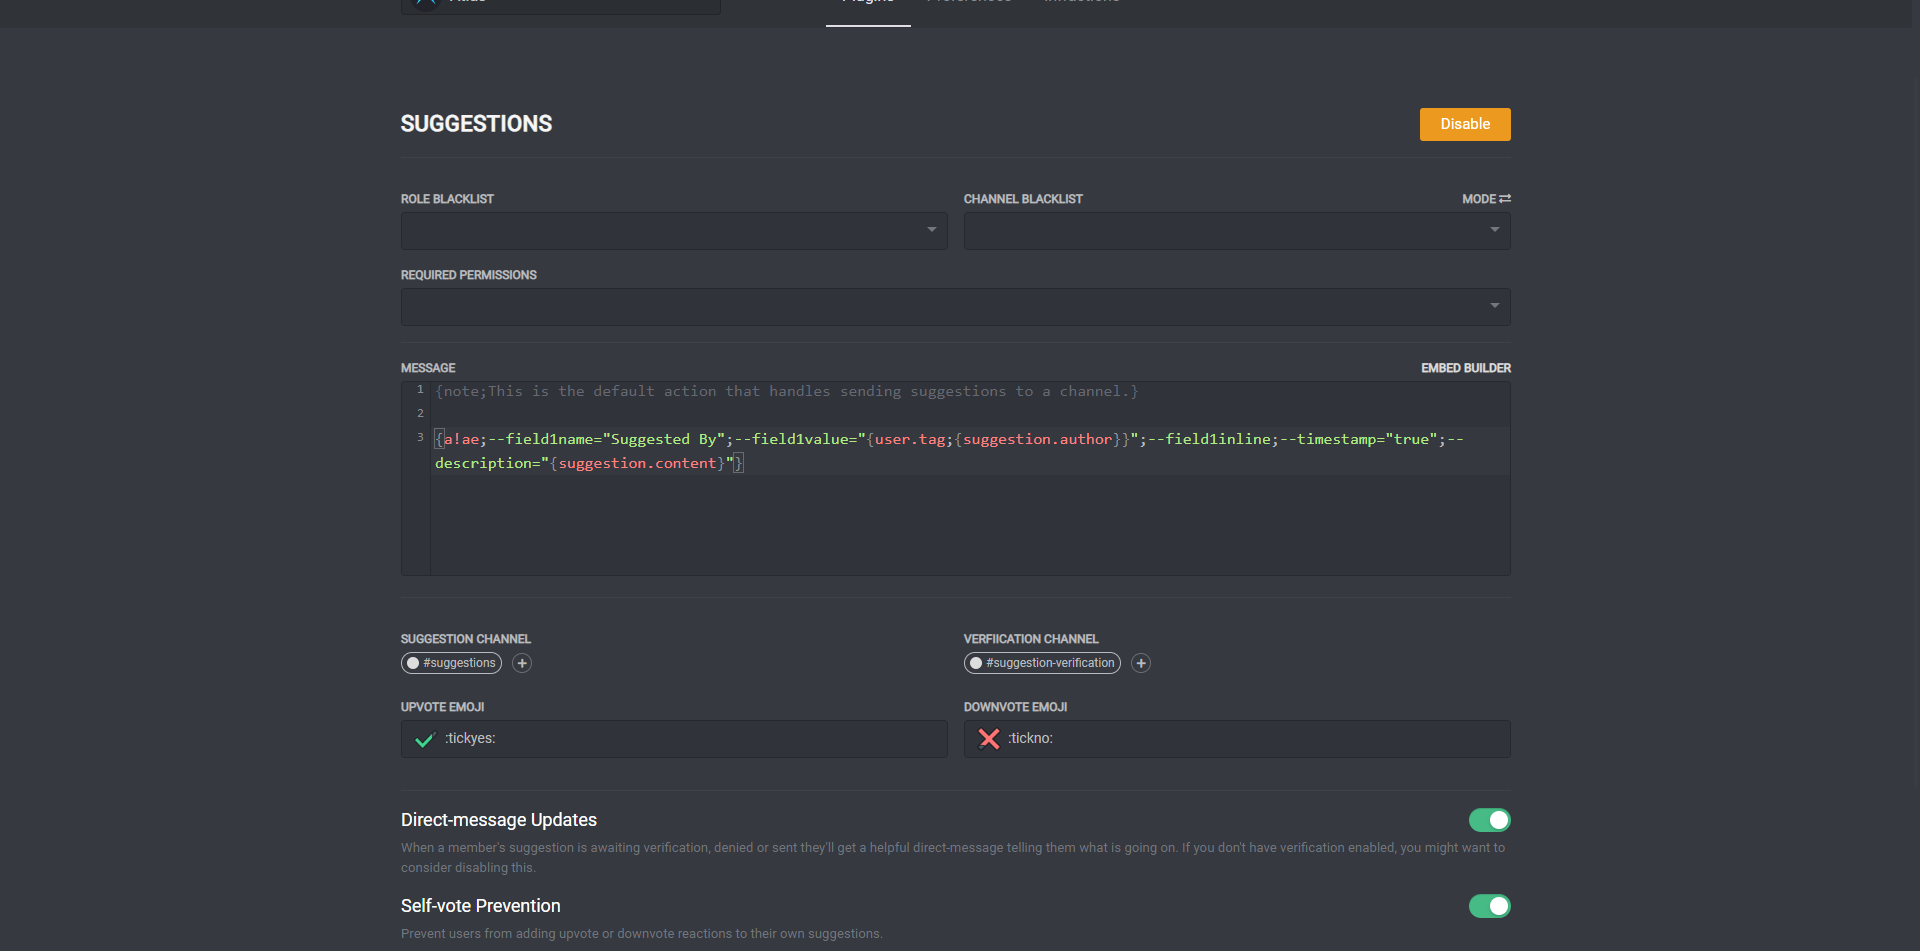 SUGGESTIONS
Disable
ROLE BLACKLIST
CHANNEL BLACKLIST
MODE
REQUIRED PERMISSIONS
MESSAGE
EMBED BUILDER
1 {note;This is the default action that handles sending suggestions to a channel.}
2
3 {a!ae;--field1name="Suggested By";--field1value="{user.tag;{suggestion.author}}";--field1inline;--timestamp="true";--
description="{suggestion.content}"}
SUGGESTION CHANNEL
VERFIICATION CHANNEL
#suggestions
#suggestion-verification
UPVOTE EMOJI
DOWNVOTE EMOJI
:tickyes:
:tickno:
Direct-message Updates
When a member's suggestion is awaiting verification, denied or sent they'll get a helpful direct-message telling them what is going on. If you don't have verification enabled, you might want to
consider disabling this.
Self-vote Prevention
Prevent users from adding upvote or downvote reactions to their own suggestions.